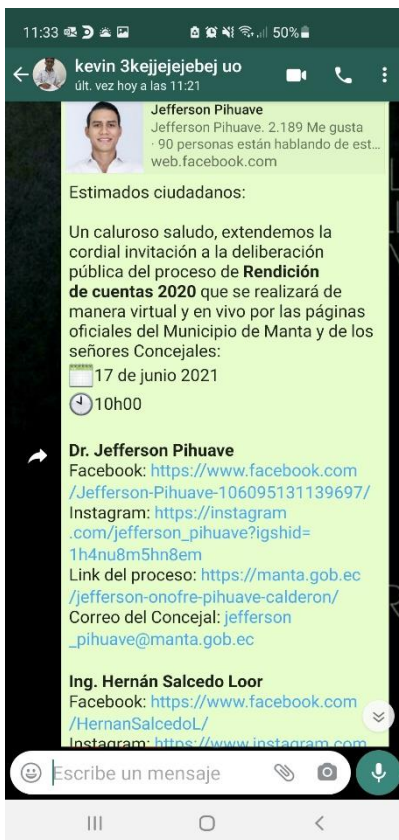 11:33 50%
kevin 3kejjejejebej uo
últ. vez hoy a las 11:21
Jefferson Pihuave
Jefferson Pihuave. 2.189 Me gusta
· 90 personas están hablando de est...
web.facebook.com
Estimados ciudadanos:
Un caluroso saludo, extendemos la
cordial invitación a la deliberación
pública del proceso de Rendición
de cuentas 2020 que se realizará de
manera virtual y en vivo por las páginas
oficiales del Municipio de Manta y de los
señores Concejales:
17 de junio 2021
10h00
Dr. Jefferson Pihuave
Facebook: https://www.facebook.com
/Jefferson-Pihuave-106095131139697/
Instagram: https://instagram
.com/jefferson_pihuave?igshid=
1h4nu8m5hn8em
Link del proceso: https://manta.gob.ec
/jefferson-onofre-pihuave-calderon/
Correo del Concejal: jefferson
_pihuave@manta.gob.ec
Ing. Hernán Salcedo Loor
Facebook: https://www.facebook.com
/HernanSalcedoL/
Instagram: https://www.instagram.com
Escribe un mensaje